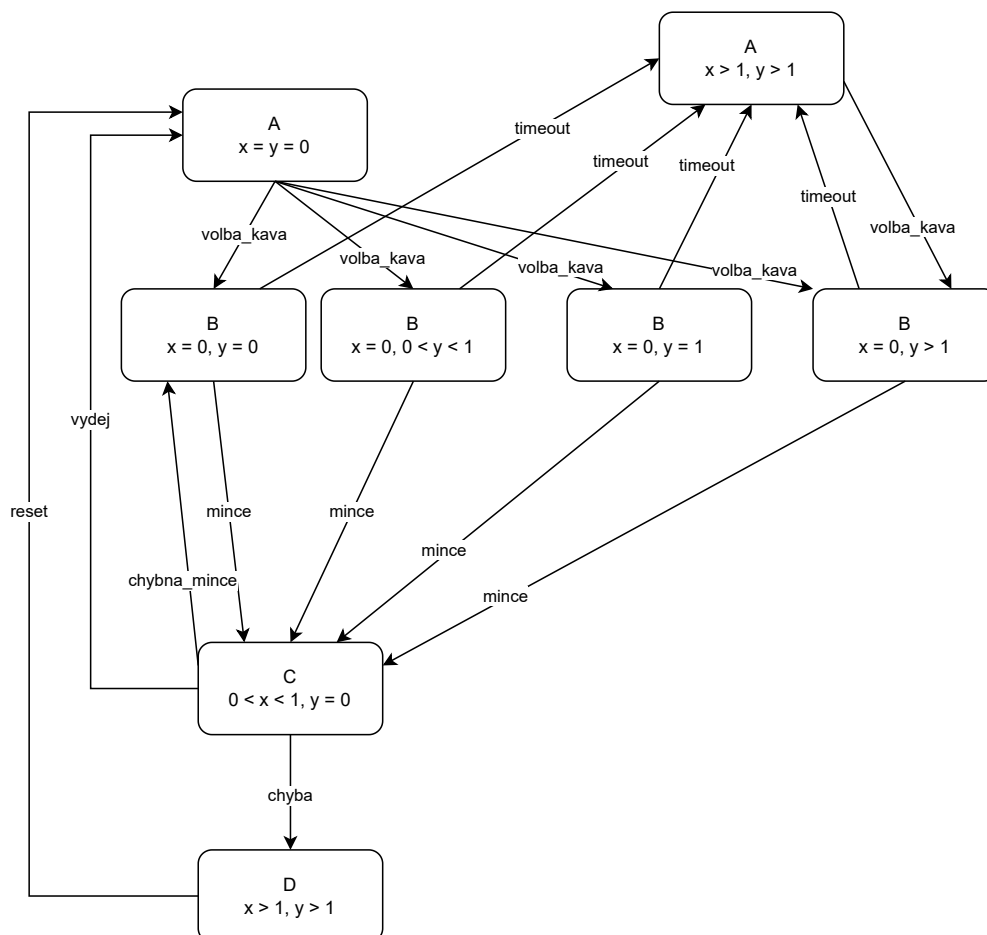 A
x > 1, y > 1
A
x = y = 0
timeout
timeout
timeout
timeout
volba_kava
volba_kava
volba_kava
volba_kava
volba_kava
B
x = 0, y = 0
B
x = 0, 0 < y < 1
B
x = 0, y = 1
B
x = 0, y > 1
vydej
reset
mince
mince
mince
chybna_mince
mince
C
0 < x < 1, y = 0
chyba
D
x > 1, y > 1